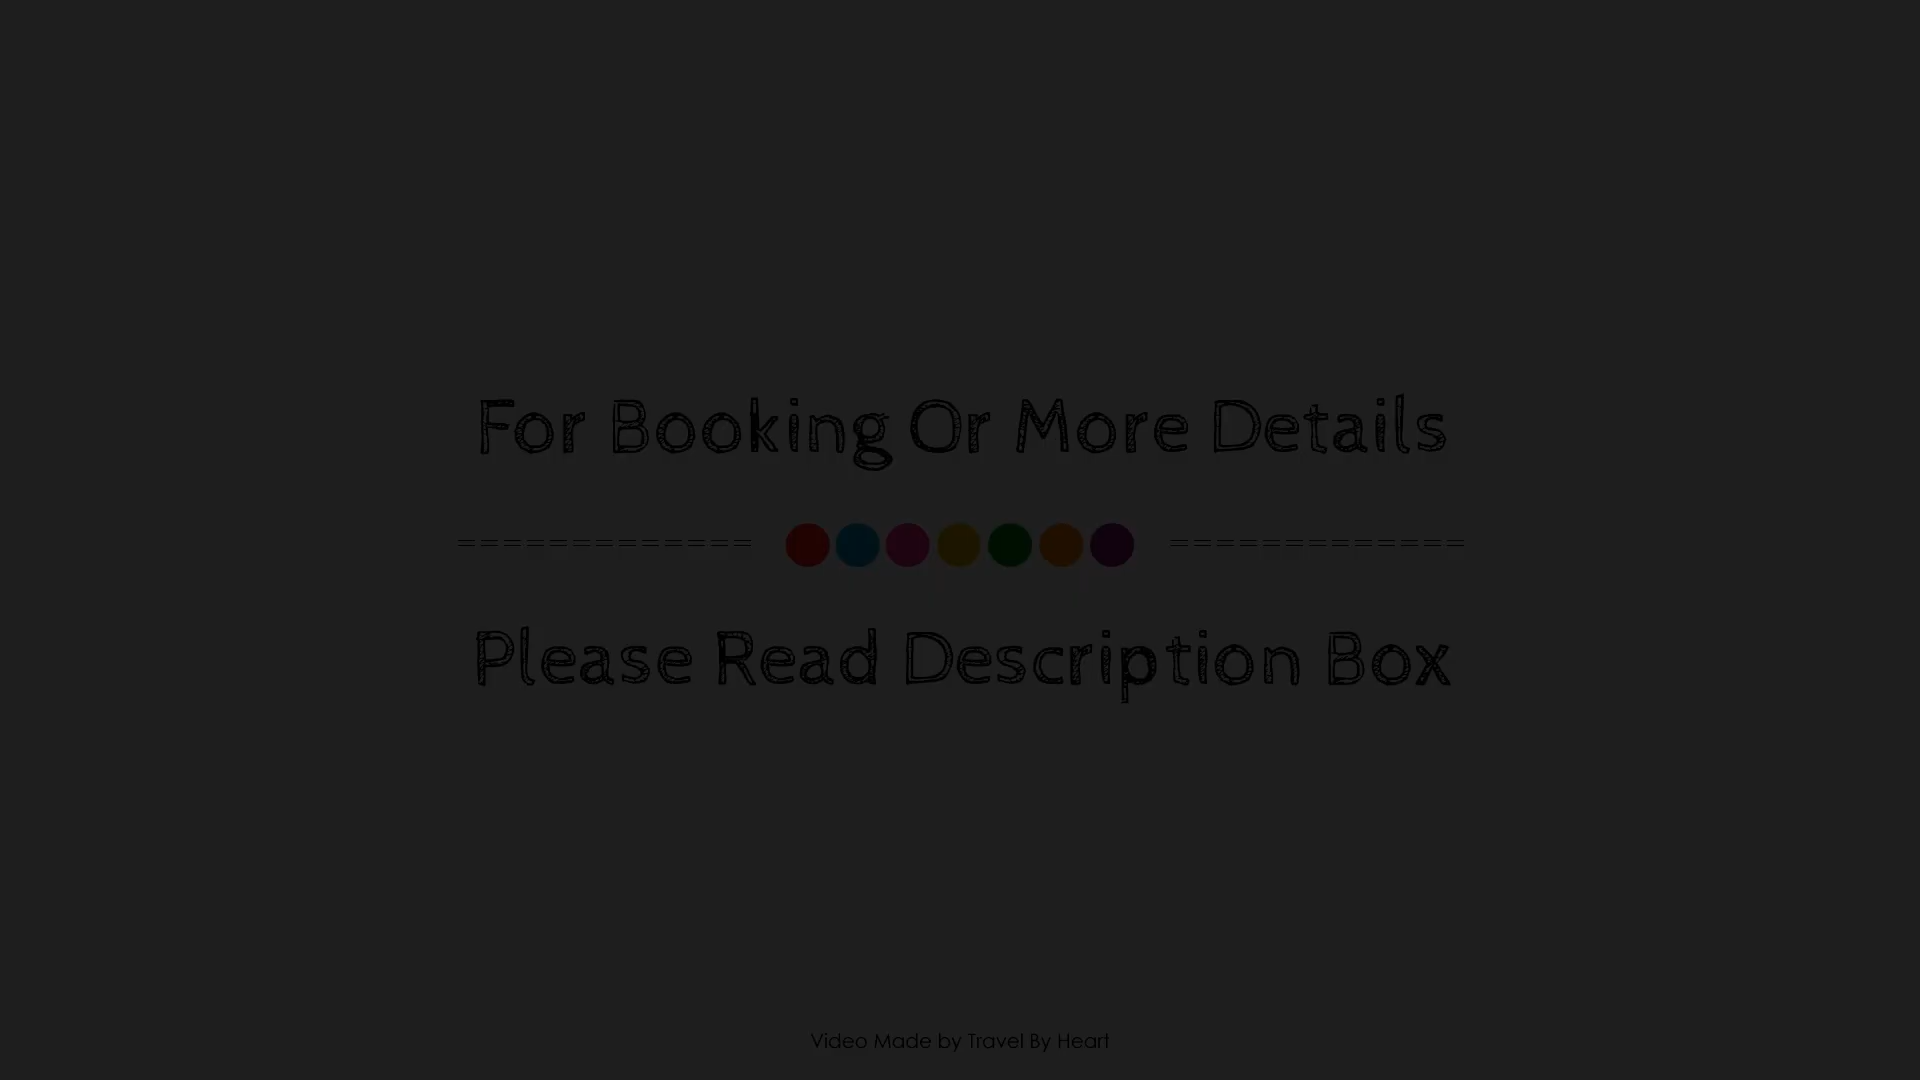 For Booking Or More Details
============= =============
Please Read Description Box
Video Made by Travel By Heart